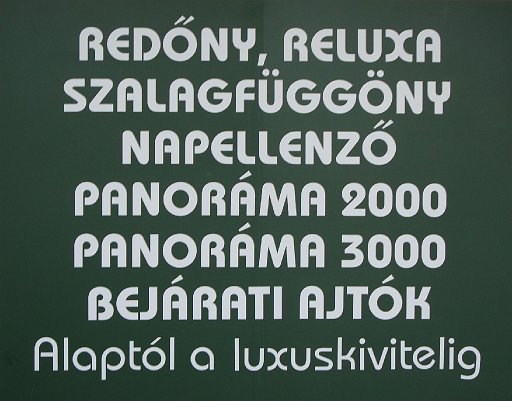 REDŐNY, RELUXA
SZALAGFÜGGÖNY
NAPELLENZŐ
PANORÁMA 2000
PANORÁMA 3000
BEJÁRATI AJTÓK
Alaptól a luxuskivitelig